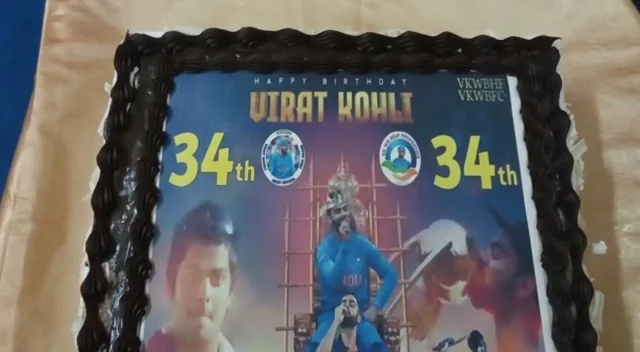 HAPPY BIRTHDAY
VIRAT KOHLI
VKWBHF
VKWBFC
34th
34th